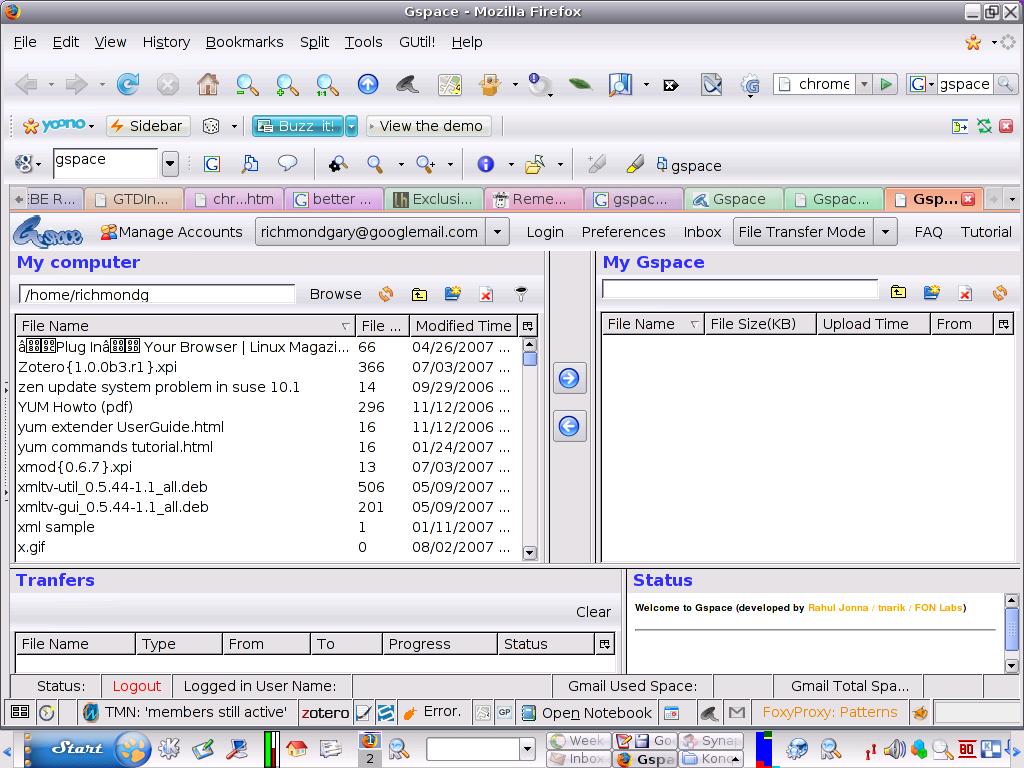 Gspace - Mozilla Firefox
File Edit View History Bookmarks Split Tools GUtil! Help
1:1 chrome G gspace
yoono Sidebar Buzz it! View the demo
gspace gspace
:BE R... GTDIn... chr...htm better ... Exclusi... Reme... gspac... Gspace Gspac... Gsp...
Gspace Manage Accounts richmondgary@googlemail.com Login Preferences Inbox File Transfer Mode FAQ Tutorial
My computer
/home/richmondg Browse
File Name File ... Modified Time
Plug In Your Browser | Linux Magazi... 66 04/26/2007 ...
Zotero{1.0.0b3.r1}.xpi 366 07/03/2007 ...
zen update system problem in suse 10.1 14 09/29/2006 ...
YUM Howto (pdf) 296 11/12/2006 ...
yum extender UserGuide.html 16 11/12/2006 ...
yum commands tutorial.html 16 01/24/2007 ...
xmod{0.6.7}.xpi 13 07/03/2007 ...
xmltv-util_0.5.44-1.1_all.deb 506 05/09/2007 ...
xmltv-gui_0.5.44-1.1_all.deb 201 05/09/2007 ...
xml sample 1 01/11/2007 ...
x.gif 0 08/02/2007 ...
My Gspace
File Name File Size(KB) Upload Time From
Tranfers
Clear
File Name Type From To Progress Status
Status
Welcome to Gspace (developed by Rahul Jonna / tnarik / FON Labs)
Status: Logout Logged in User Name: Gmail Used Space: Gmail Total Spa...
TMN: 'members still active' zotero Error. GP Open Notebook FoxyProxy: Patterns
Start 2 Week Go Synap
Inbox Gspa Kon 80